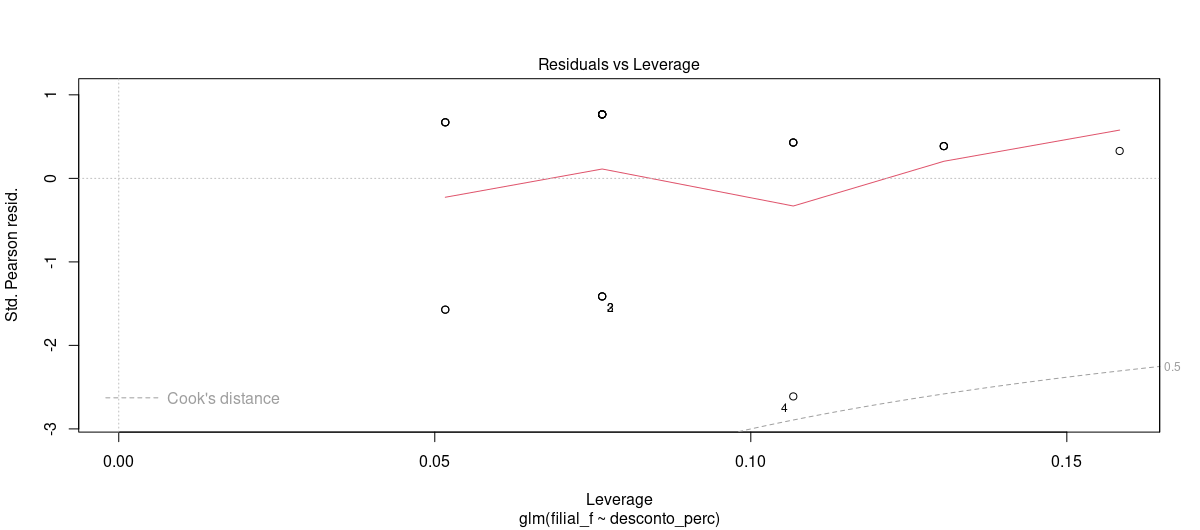 Residuals vs Leverage
Std. Pearson resid.
1
0
-1
-2
-3
0.5
2
4
Cook's distance
0.00
0.05
0.10
0.15
Leverage
glm(filial_f ~ desconto_perc)